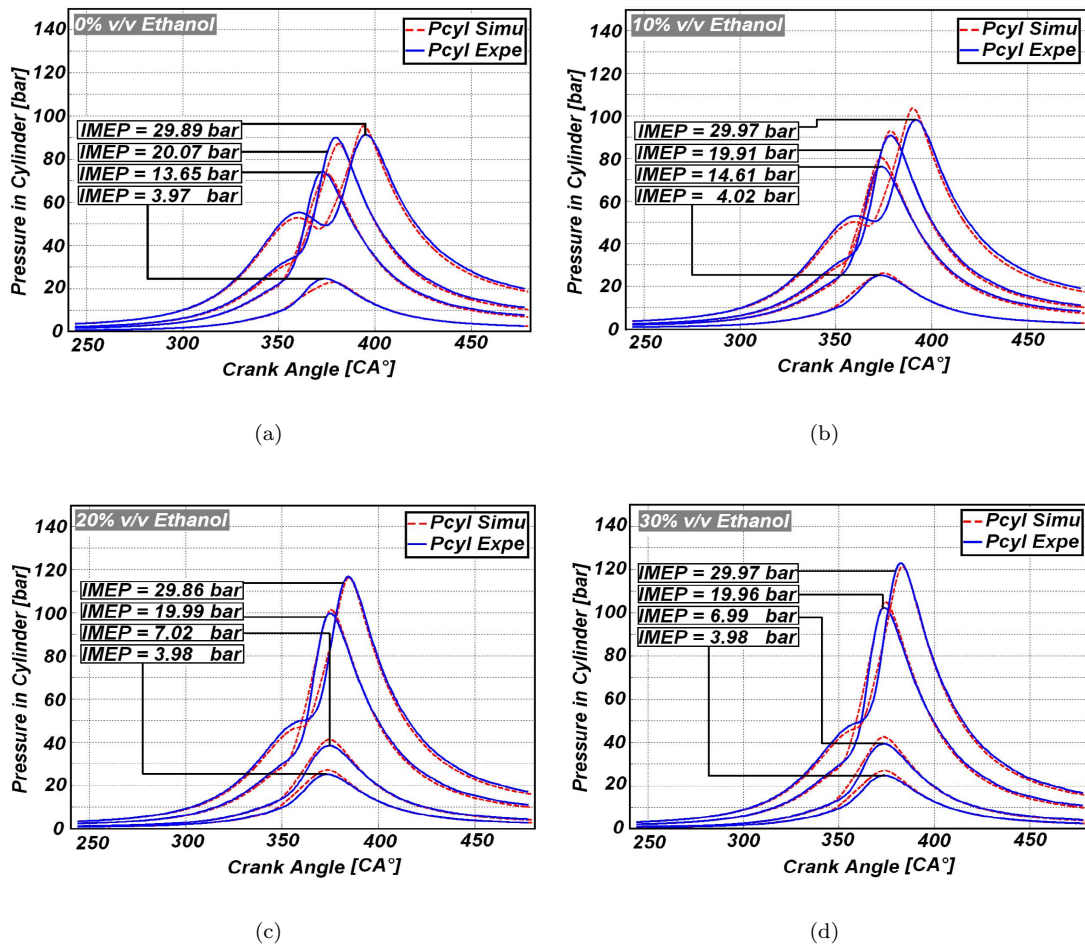 0% v/v Ethanol
Pcyl Simu
Pcyl Expe
Pressure in Cylinder [bar]
140
120
100
80
60
40
20
0
IMEP = 29.89 bar
IMEP = 20.07 bar
IMEP = 13.65 bar
IMEP = 3.97 bar
250 300 350 400 450
Crank Angle [CA°]
(a)
10% v/v Ethanol
Pcyl Simu
Pcyl Expe
Pressure in Cylinder [bar]
140
120
100
80
60
40
20
0
IMEP = 29.97 bar
IMEP = 19.91 bar
IMEP = 14.61 bar
IMEP = 4.02 bar
250 300 350 400 450
Crank Angle [CA°]
(b)
20% v/v Ethanol
Pcyl Simu
Pcyl Expe
Pressure in Cylinder [bar]
140
120
100
80
60
40
20
0
IMEP = 29.86 bar
IMEP = 19.99 bar
IMEP = 7.02 bar
IMEP = 3.98 bar
250 300 350 400 450
Crank Angle [CA°]
(c)
30% v/v Ethanol
Pcyl Simu
Pcyl Expe
Pressure in Cylinder [bar]
140
120
100
80
60
40
20
0
IMEP = 29.97 bar
IMEP = 19.96 bar
IMEP = 6.99 bar
IMEP = 3.98 bar
250 300 350 400 450
Crank Angle [CA°]
(d)